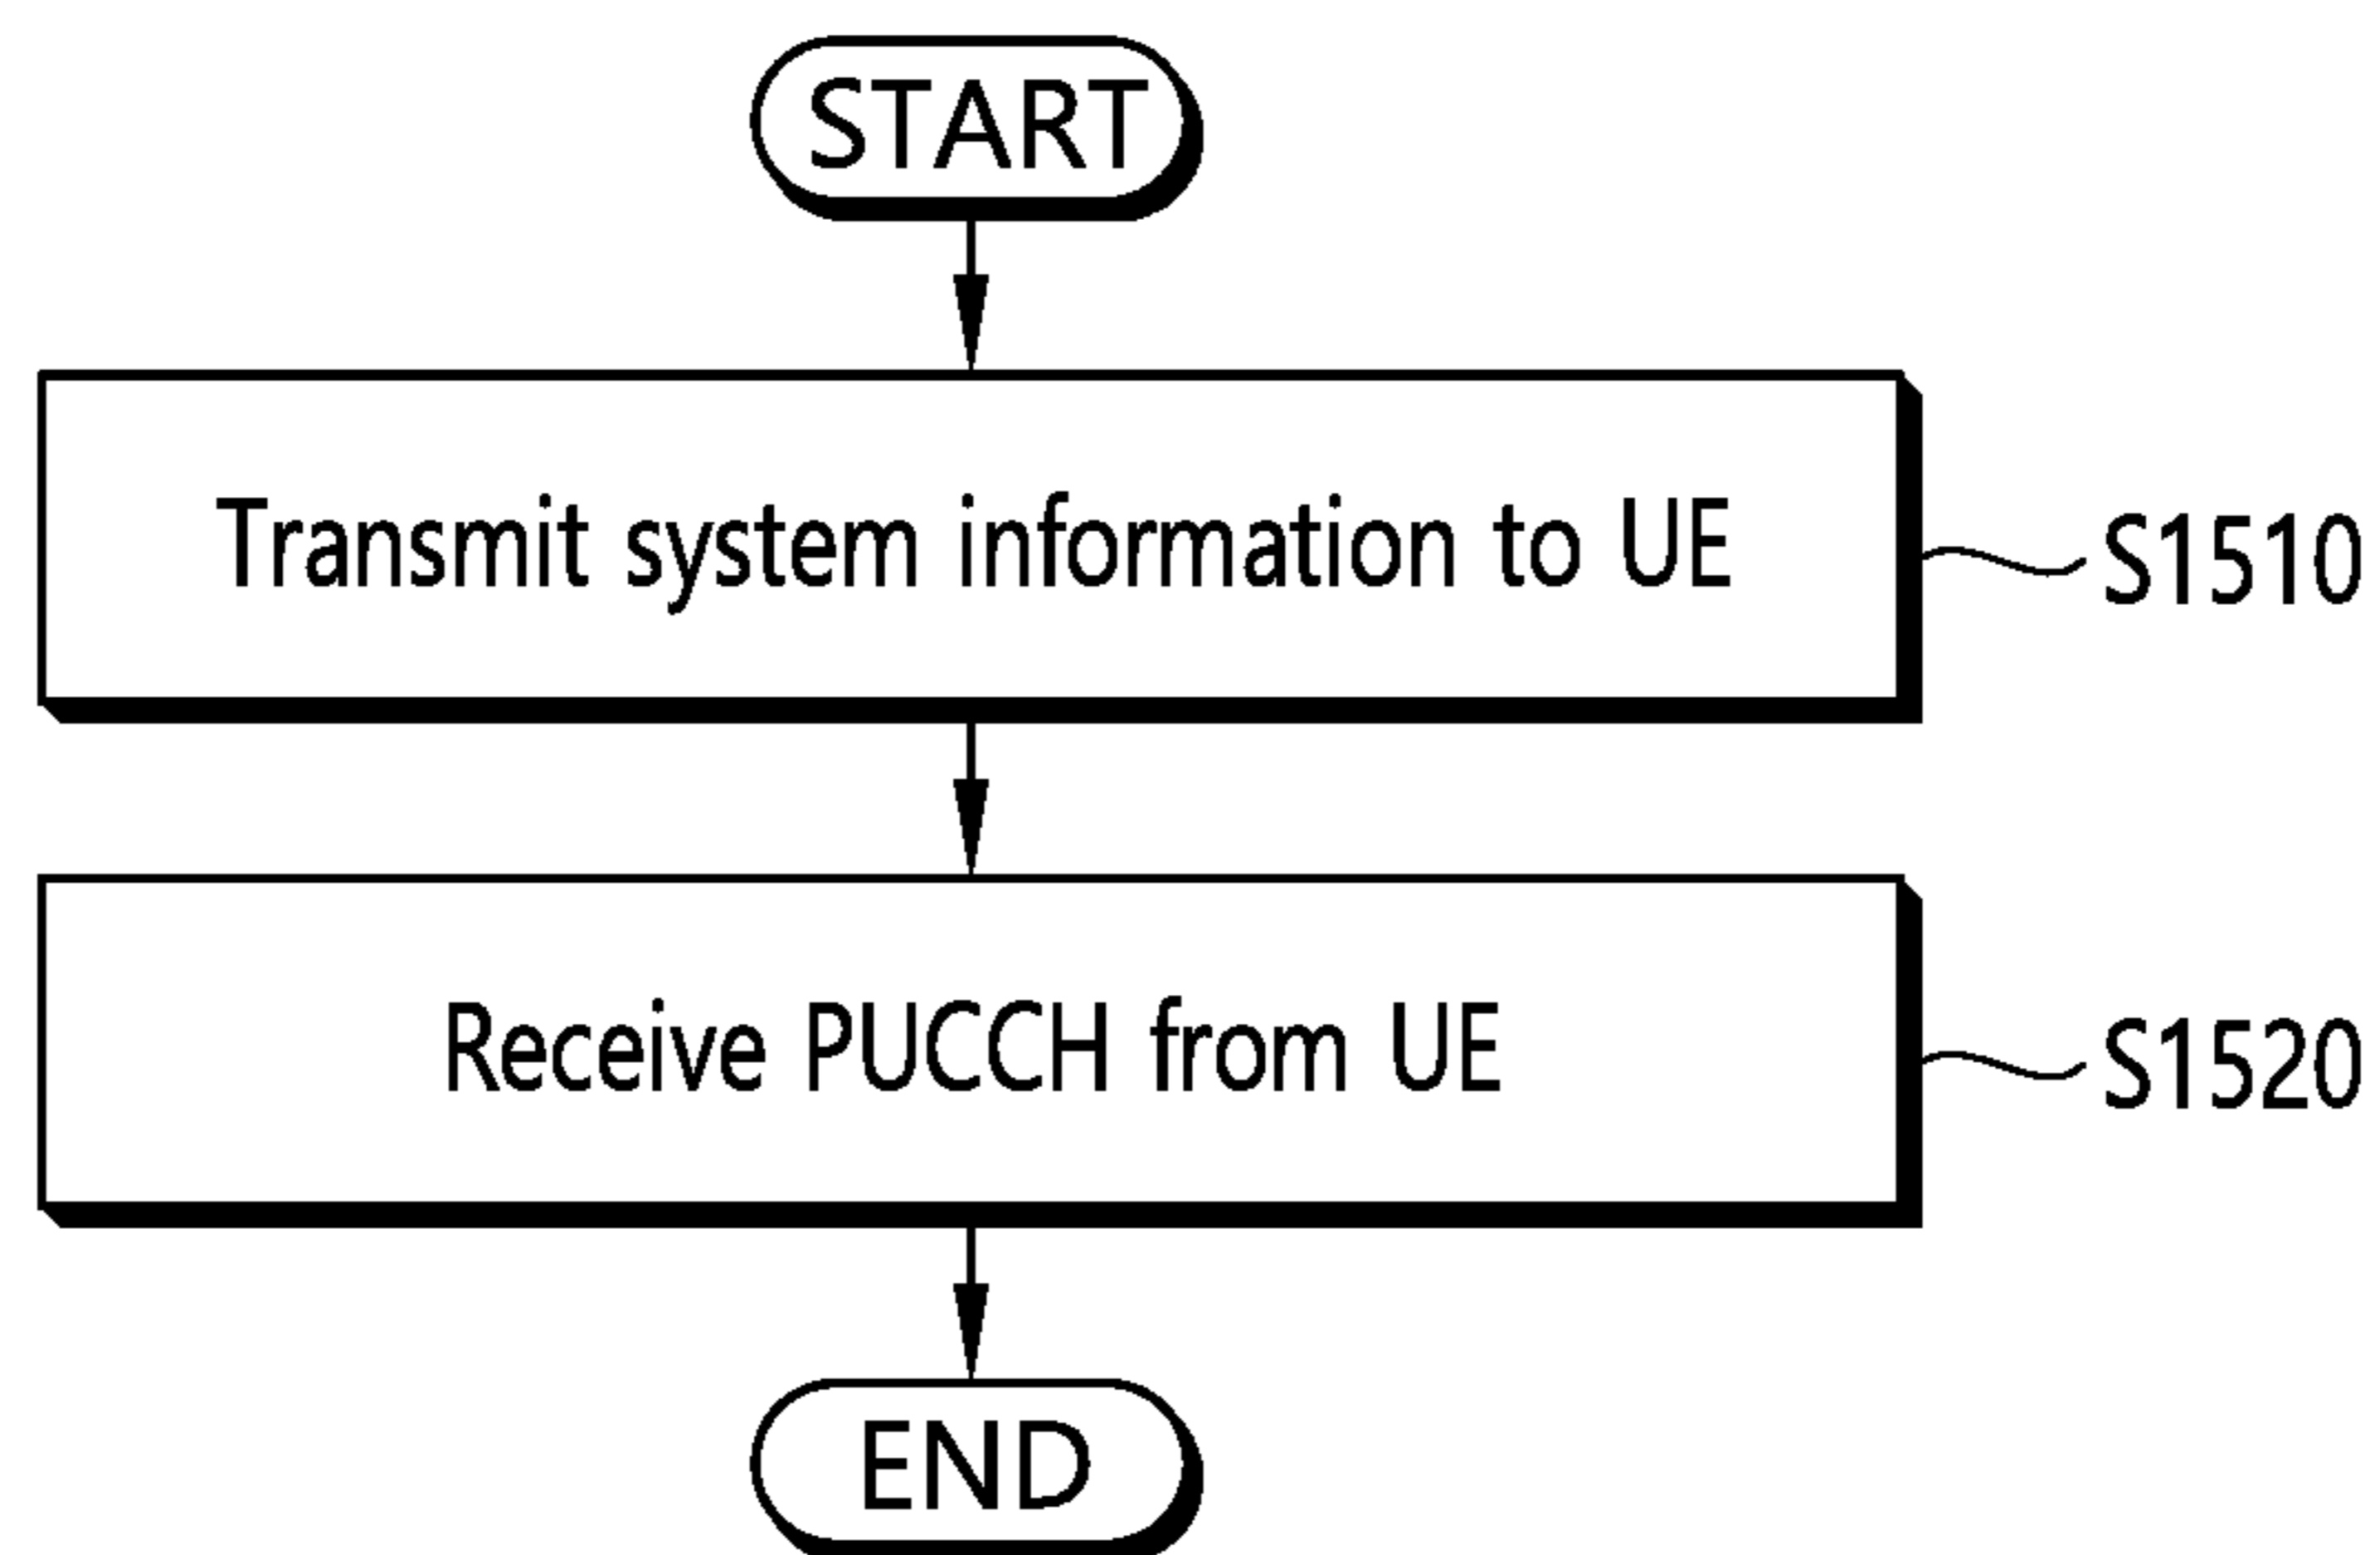 START
Transmit system information to UE
S1510
Receive PUCCH from UE
S1520
END